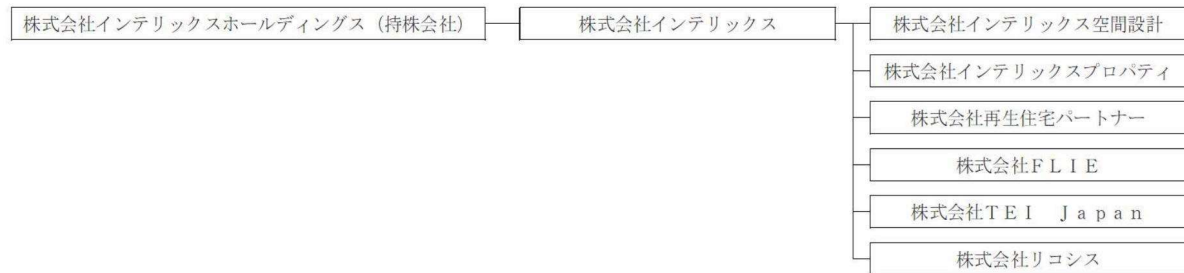 株式会社インテリックスホールディングス（持株会社）
株式会社インテリックス
株式会社インテリックス空間設計
株式会社インテリックスプロパティ
株式会社再生住宅パートナー
株式会社ＦＬＩＥ
株式会社ＴＥＩ　Ｊａｐａｎ
株式会社リコシス